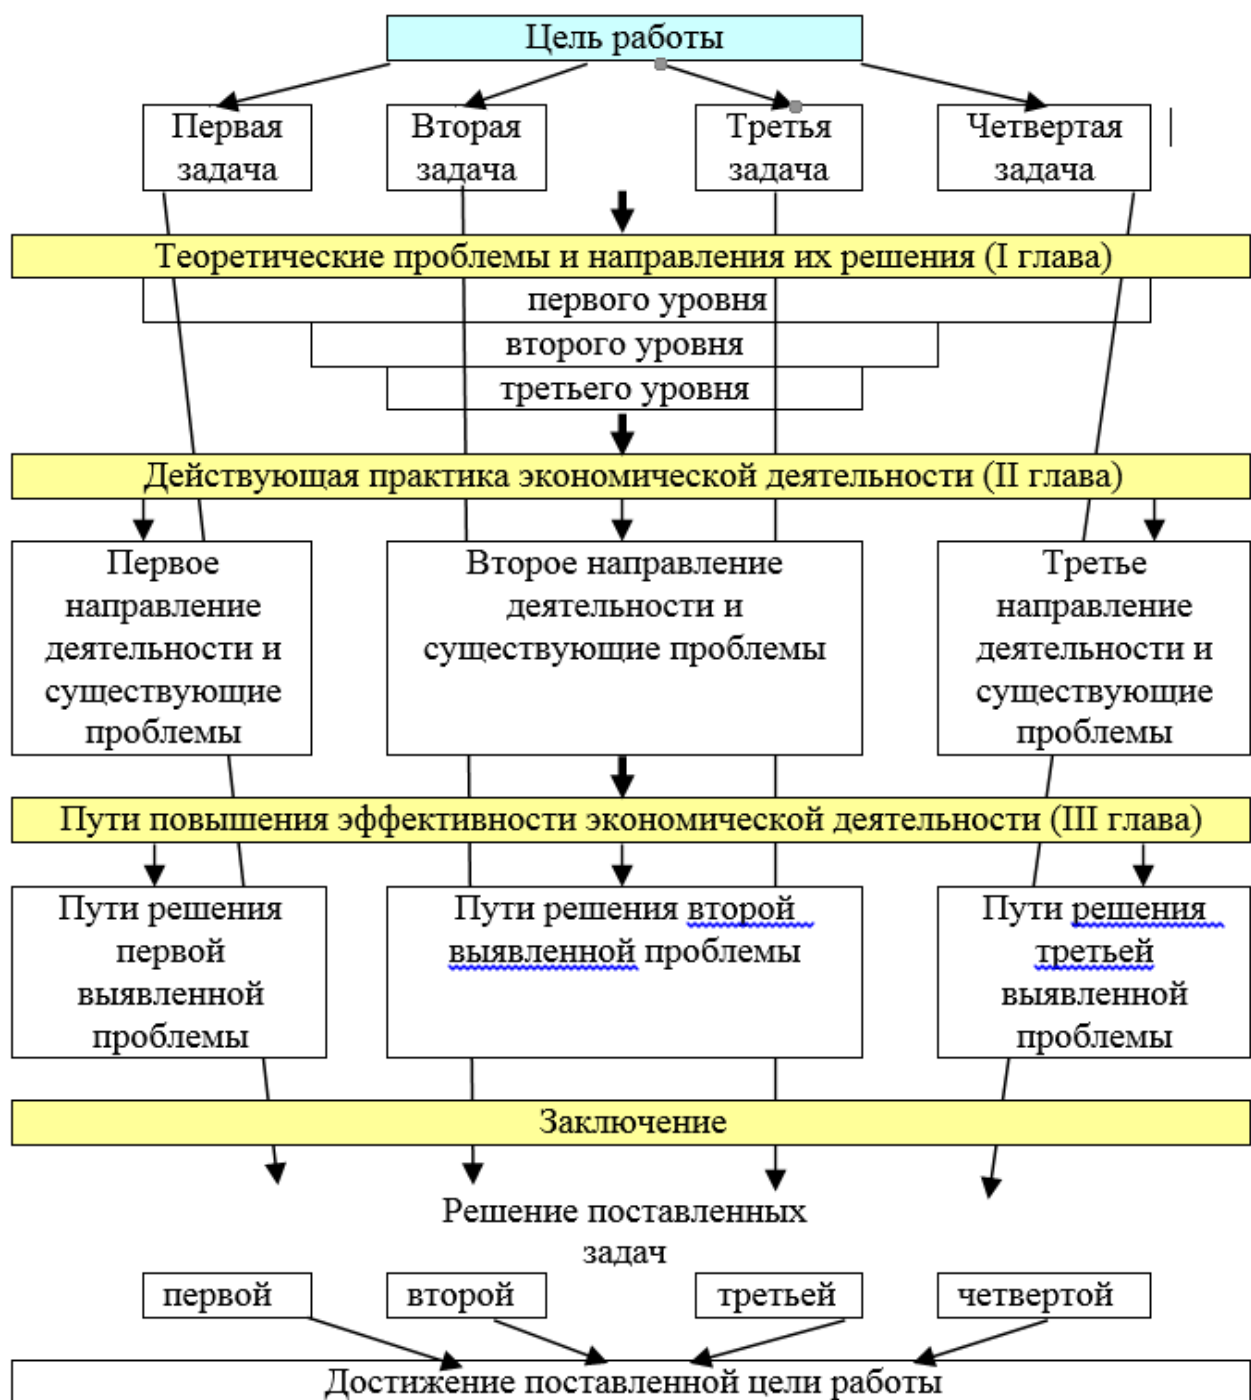 Цель работы
Первая
задача
Вторая
задача
Третья
задача
Четвертая
задача
Теоретические проблемы и направления их решения (I глава)
первого уровня
второго уровня
третьего уровня
Действующая практика экономической деятельности (II глава)
Первое
направление
деятельности и
существующие
проблемы
Второе направление
деятельности и
существующие проблемы
Третье
направление
деятельности и
существующие
проблемы
Пути повышения эффективности экономической деятельности (III глава)
Пути решения
первой
выявленной
проблемы
Пути решения второй
выявленной проблемы
Пути решения
третьей
выявленной
проблемы
Заключение
Решение поставленных
задач
первой
второй
третьей
четвертой
Достижение поставленной цели работы